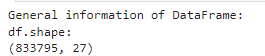 General information of DataFrame:
df.shape:
(833795, 27)